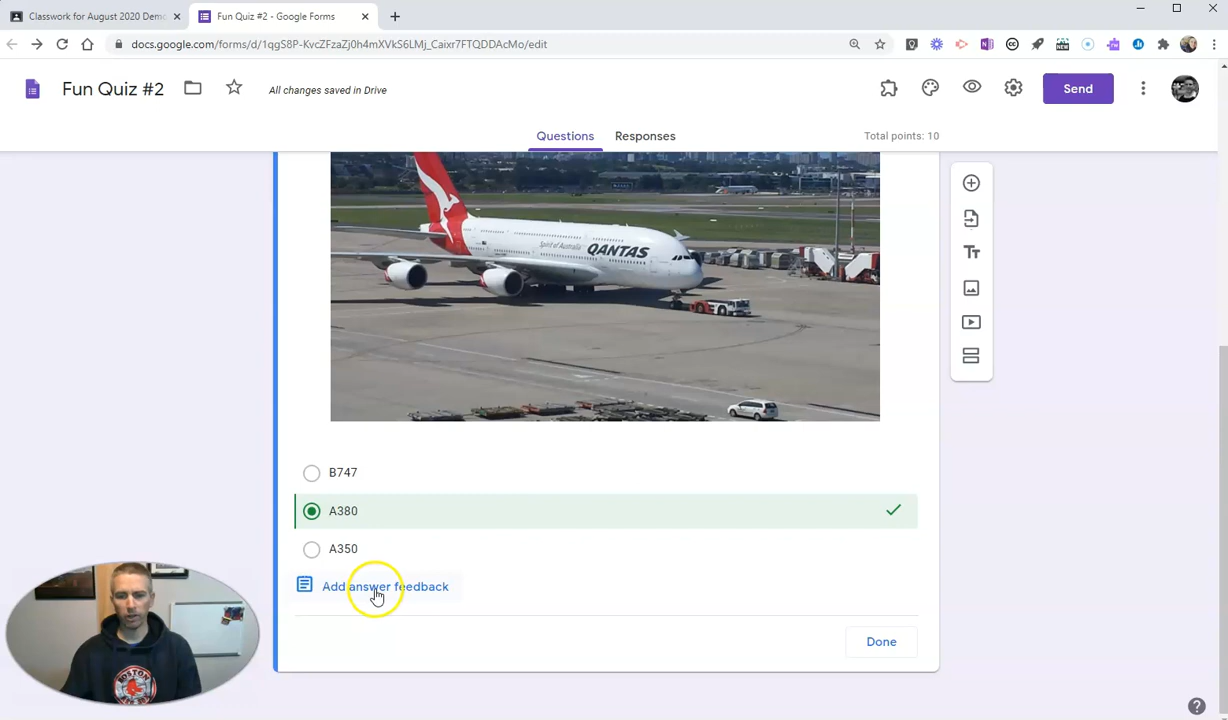 Classwork for August 2020 Demo
Fun Quiz #2 - Google Forms
docs.google.com/forms/d/1qgS8P-KvcZFzaZj0h4mXVkS6LMj_Caixr7FTQDDAcMo/edit
Fun Quiz #2
All changes saved in Drive
Send
Questions
Responses
Total points: 10
Spirit of Australia
QANTAS
B747
A380
A350
Add answer feedback
Done
BOSTON